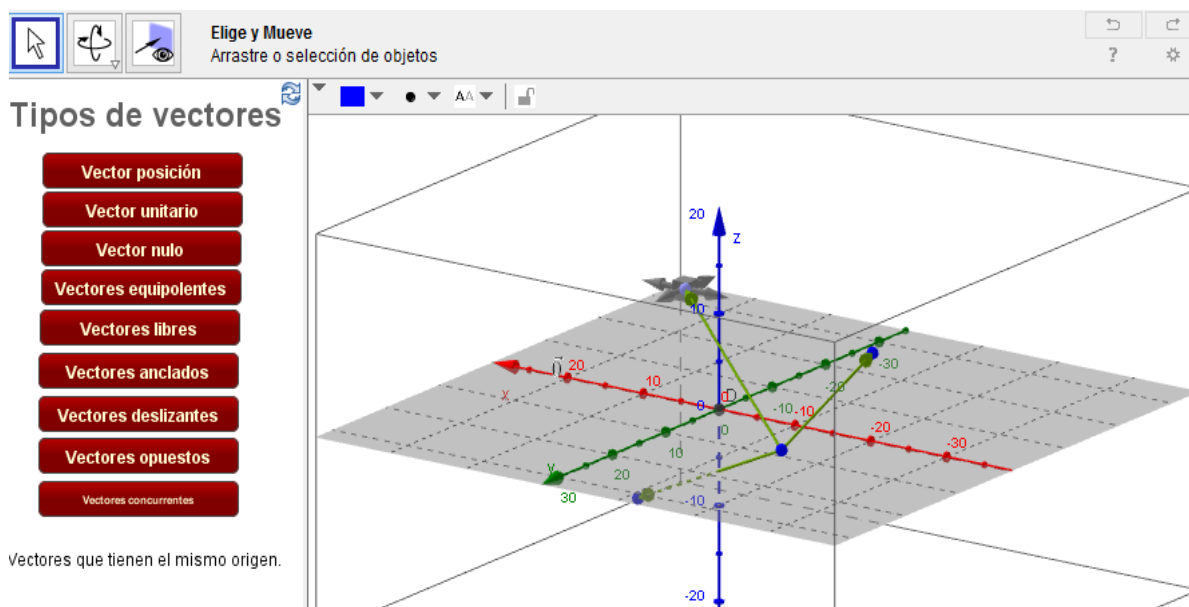 Elige y Mueve
Arrastre o selección de objetos
?
Tipos de vectores
AA
Vector posición
Vector unitario
Vector nulo
Vectores equipolentes
Vectores libres
Vectores anclados
Vectores deslizantes
Vectores opuestos
Vectores concurrentes
Vectores que tienen el mismo origen.
20
z
10
0
-10
-20
x
20
10
-10
-20
-30
0
y
30
20
10
0
-10
-20
-30